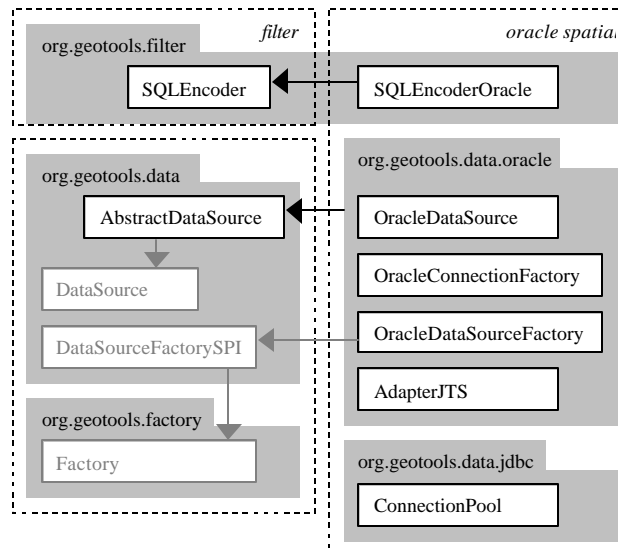 filter
oracle spatial
org.geotools.filter
SQLEncoder
SQLEncoderOracle
org.geotools.data
AbstractDataSource
DataSource
DataSourceFactorySPI
org.geotools.factory
Factory
org.geotools.data.oracle
OracleDataSource
OracleConnectionFactory
OracleDataSourceFactory
AdapterJTS
org.geotools.data.jdbc
ConnectionPool